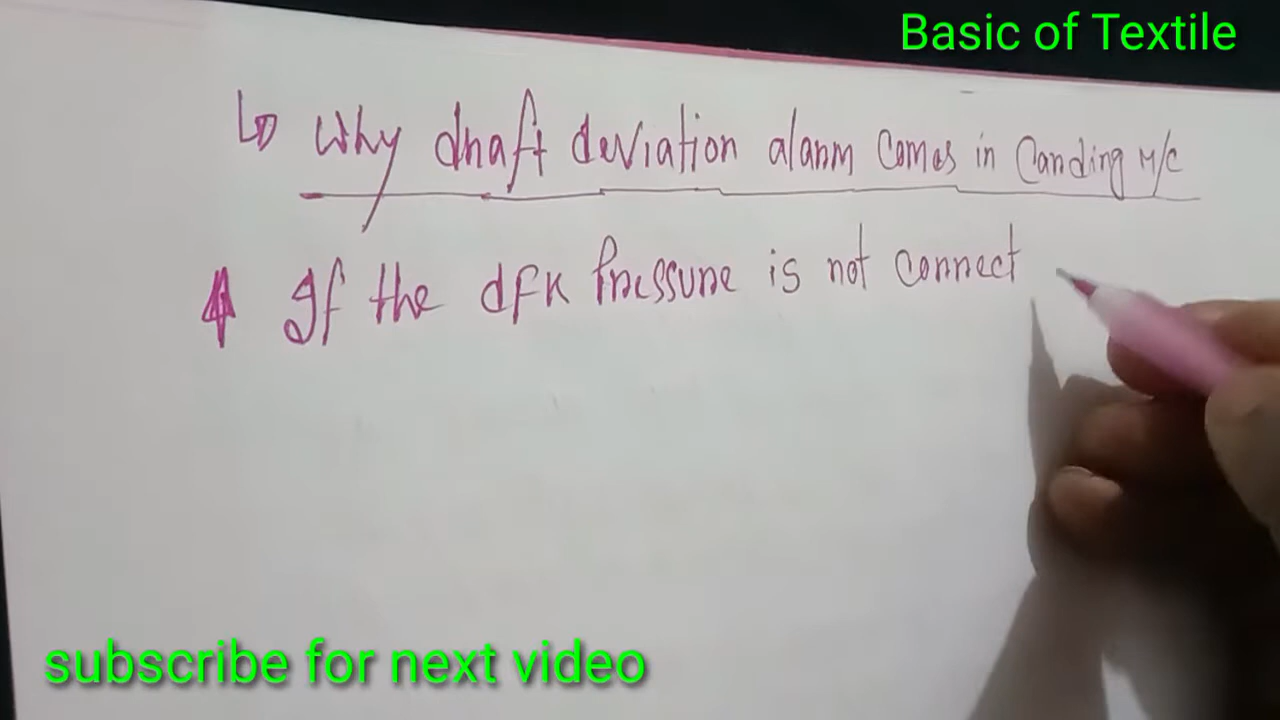 Basic of Textile
Why draft deviation alarm comes in Carding M/C
If the dfk Pressure is not correct
subscribe for next video